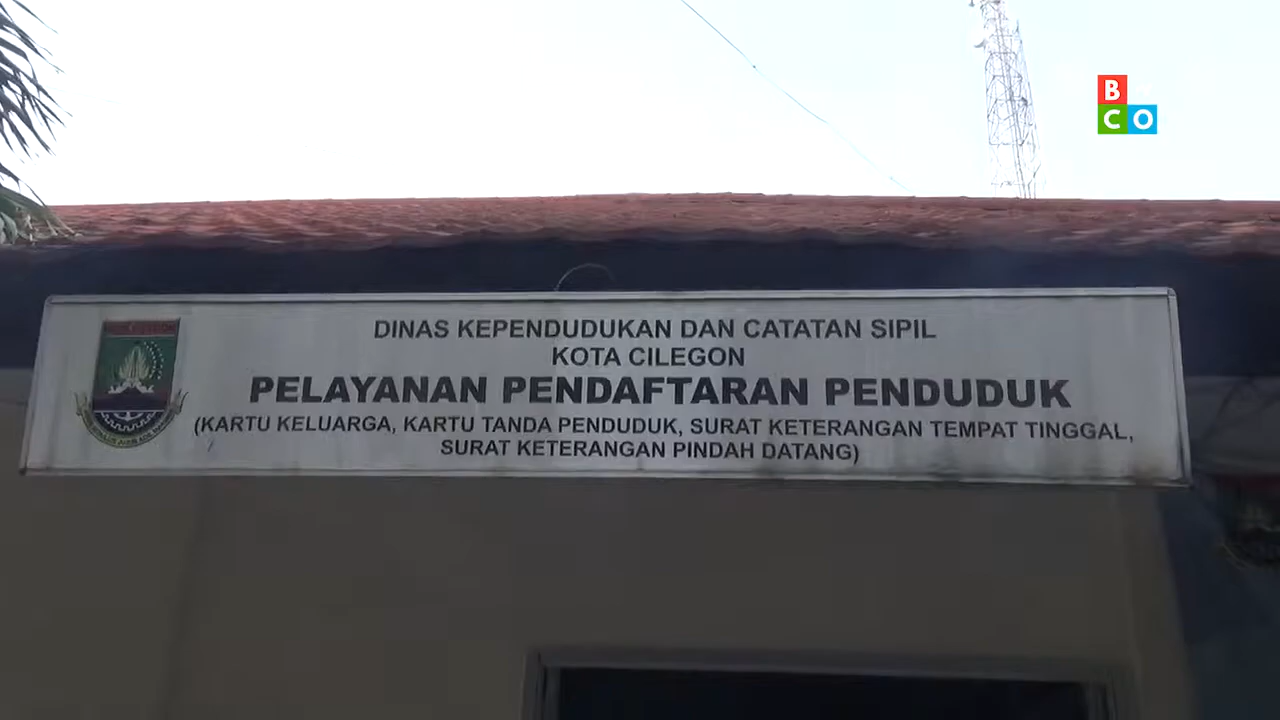 B
CO
DINAS KEPENDUDUKAN DAN CATATAN SIPIL
KOTA CILEGON
PELAYANAN PENDAFTARAN PENDUDUK
(KARTU KELUARGA, KARTU TANDA PENDUDUK, SURAT KETERANGAN TEMPAT TINGGAL,
SURAT KETERANGAN PINDAH DATANG)